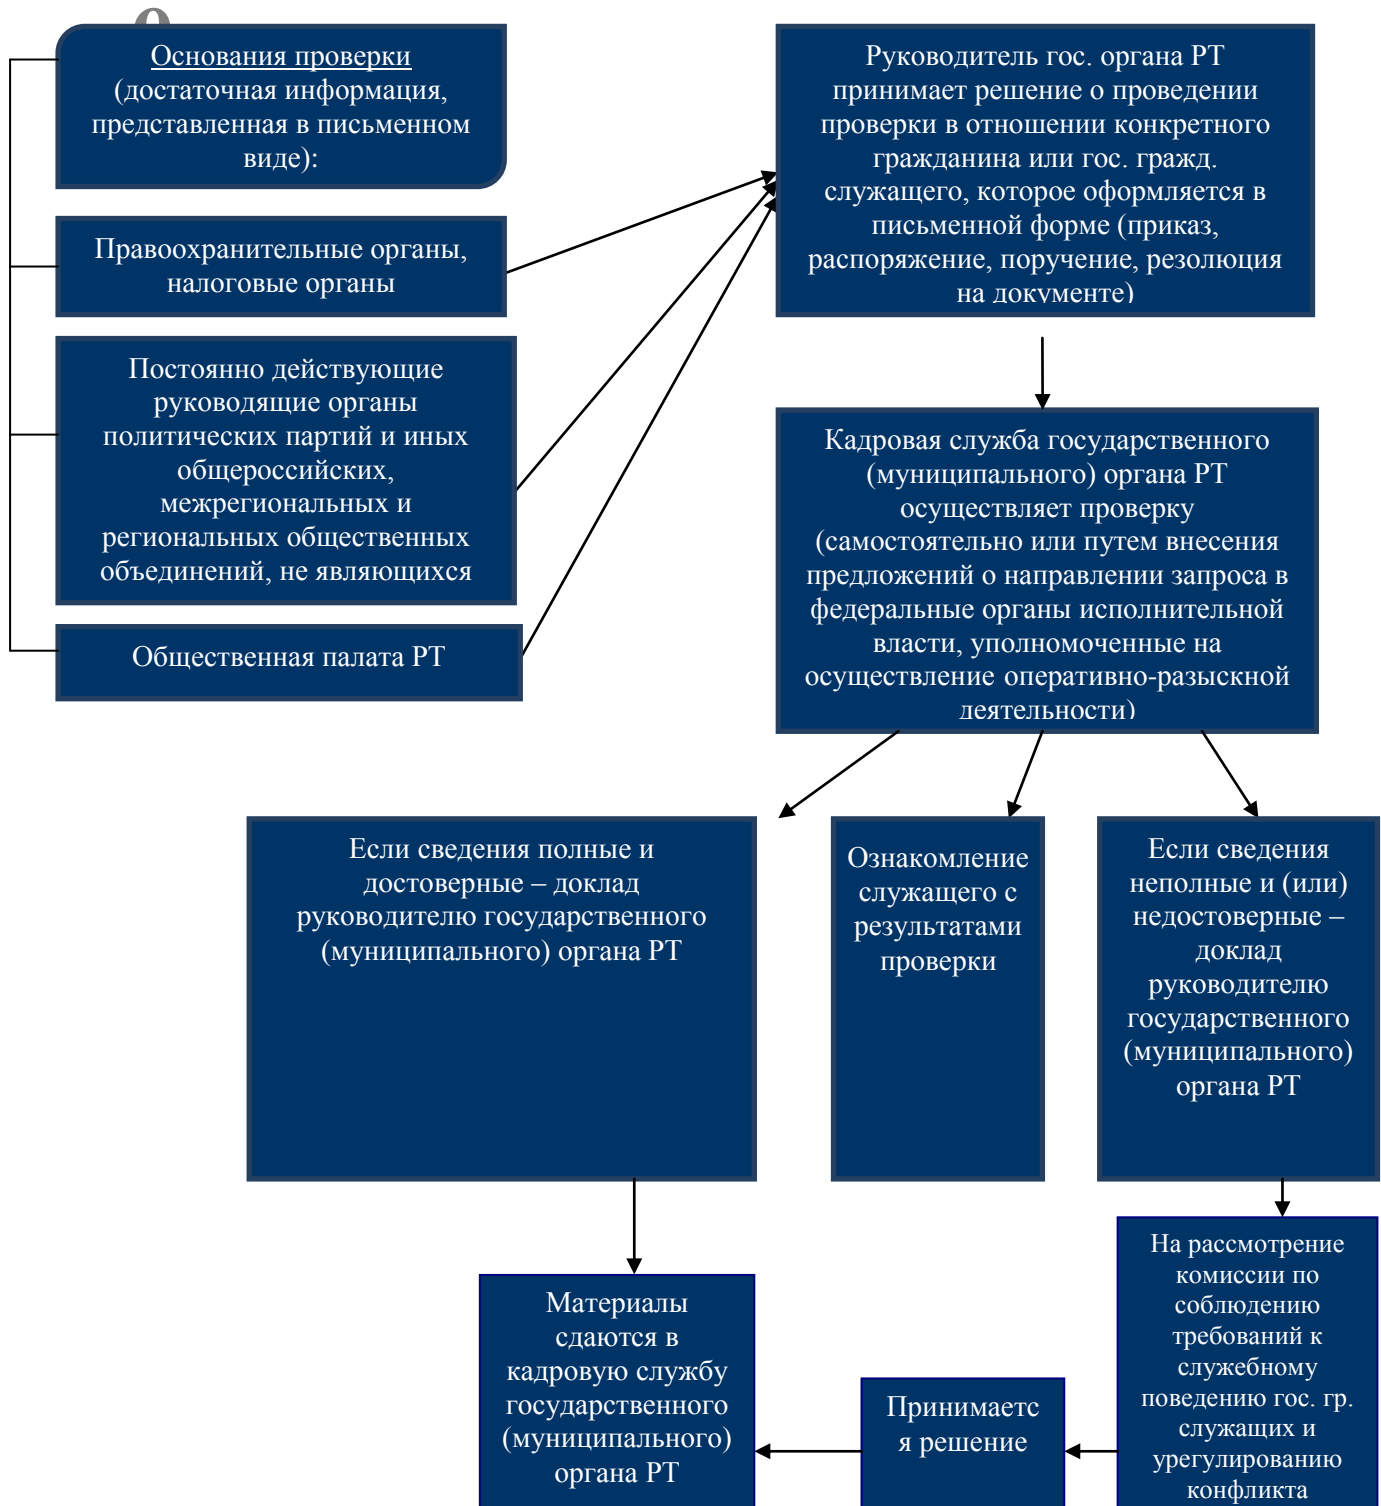 Основания проверки
(достаточная информация,
представленная в письменном
виде):
Правоохранительные органы,
налоговые органы
Постоянно действующие
руководящие органы
политических партий и иных
общероссийских,
межрегиональных и
региональных общественных
объединений, не являющихся
Общественная палата РТ
Руководитель гос. органа РТ
принимает решение о проведении
проверки в отношении конкретного
гражданина или гос. гражд.
служащего, которое оформляется в
письменной форме (приказ,
распоряжение, поручение, резолюция
на документе)
Кадровая служба государственного
(муниципального) органа РТ
осуществляет проверку
(самостоятельно или путем внесения
предложений о направлении запроса в
федеральные органы исполнительной
власти, уполномоченные на
осуществление оперативно-разыскной
деятельности)
Если сведения полные и
достоверные – доклад
руководителю государственного
(муниципального) органа РТ
Ознакомление
служащего с
результатами
проверки
Если сведения
неполные и (или)
недостоверные –
доклад
руководителю
государственного
(муниципального)
органа РТ
На рассмотрение
комиссии по
соблюдению
требований к
служебному
поведению гос. гр.
служащих и
урегулированию
конфликта
Принимаетс
я решение
Материалы
сдаются в
кадровую службу
государственного
(муниципального)
органа РТ